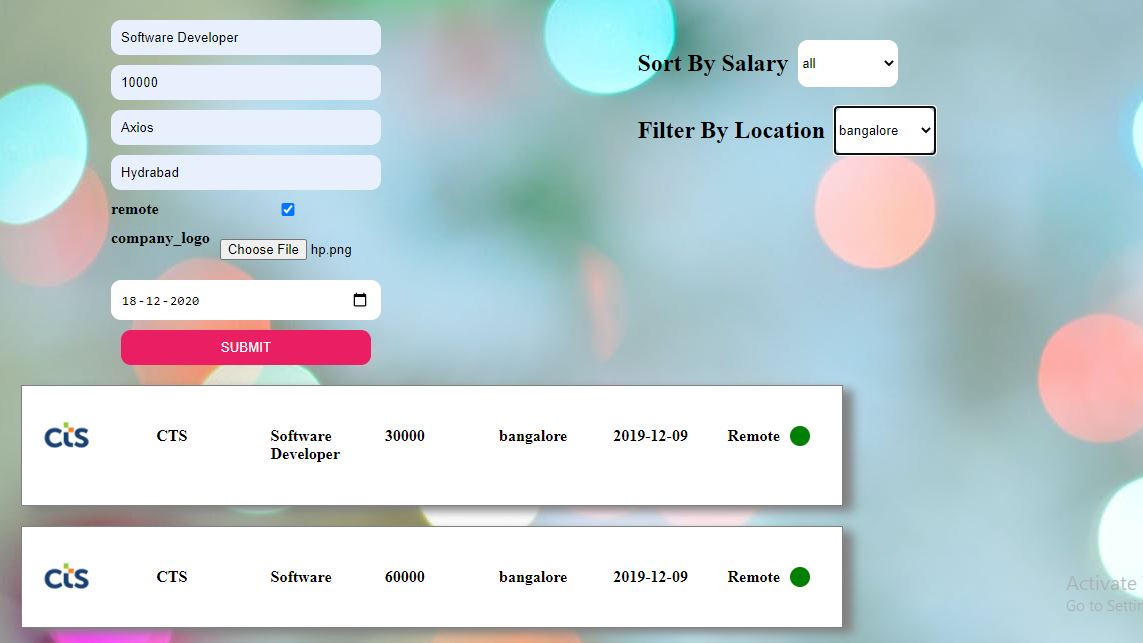 Software Developer
10000
Axios
Hydrabad
remote
company_logo Choose File hp.png
18-12-2020
SUBMIT
Sort By Salary all
Filter By Location bangalore
CTS CTS Software Developer 30000 bangalore 2019-12-09 Remote
CTS CTS Software 60000 bangalore 2019-12-09 Remote
Activate
Go to